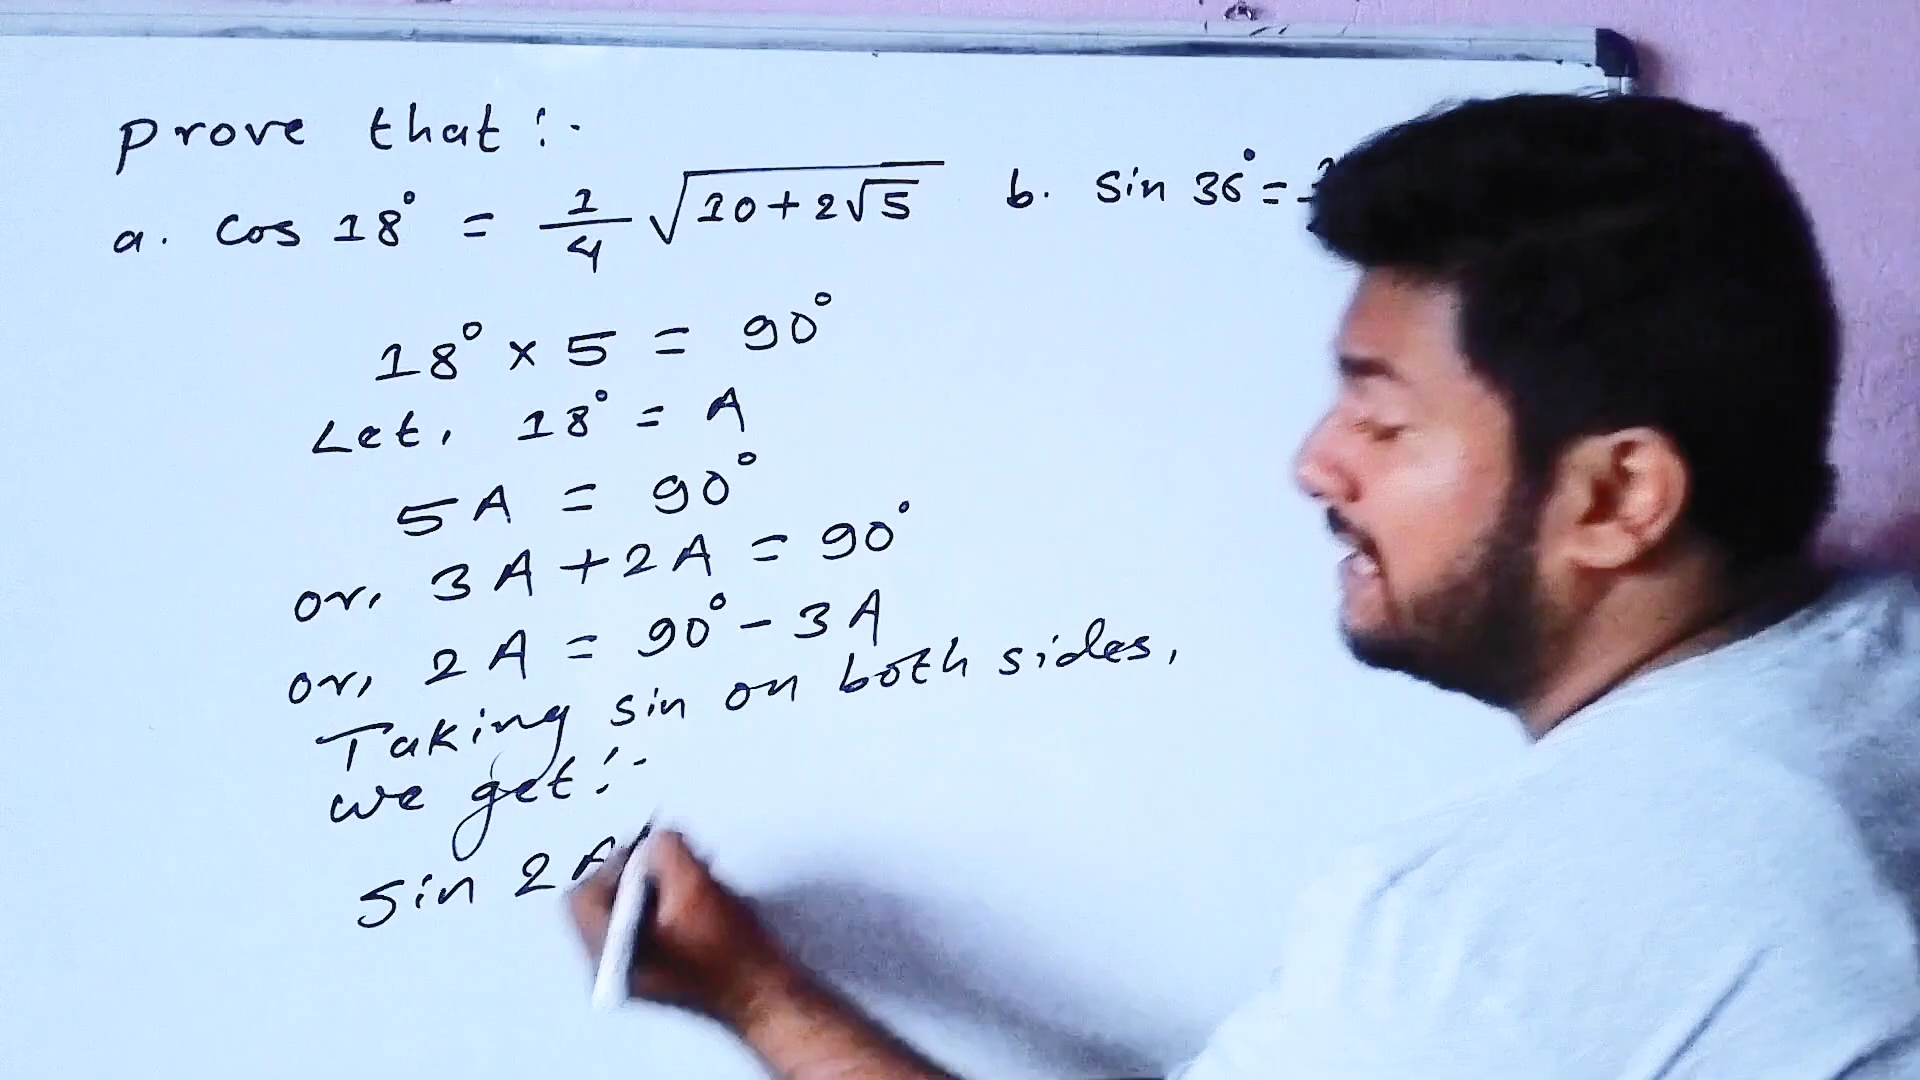 prove that :-
a. cos 18° = 1/4 √(10+2√5) b. sin 36° =
18° × 5 = 90°
Let, 18° = A
5A = 90°
or, 3A + 2A = 90°
or, 2A = 90° - 3A
Taking sin on both sides,
we get :-
sin 2A